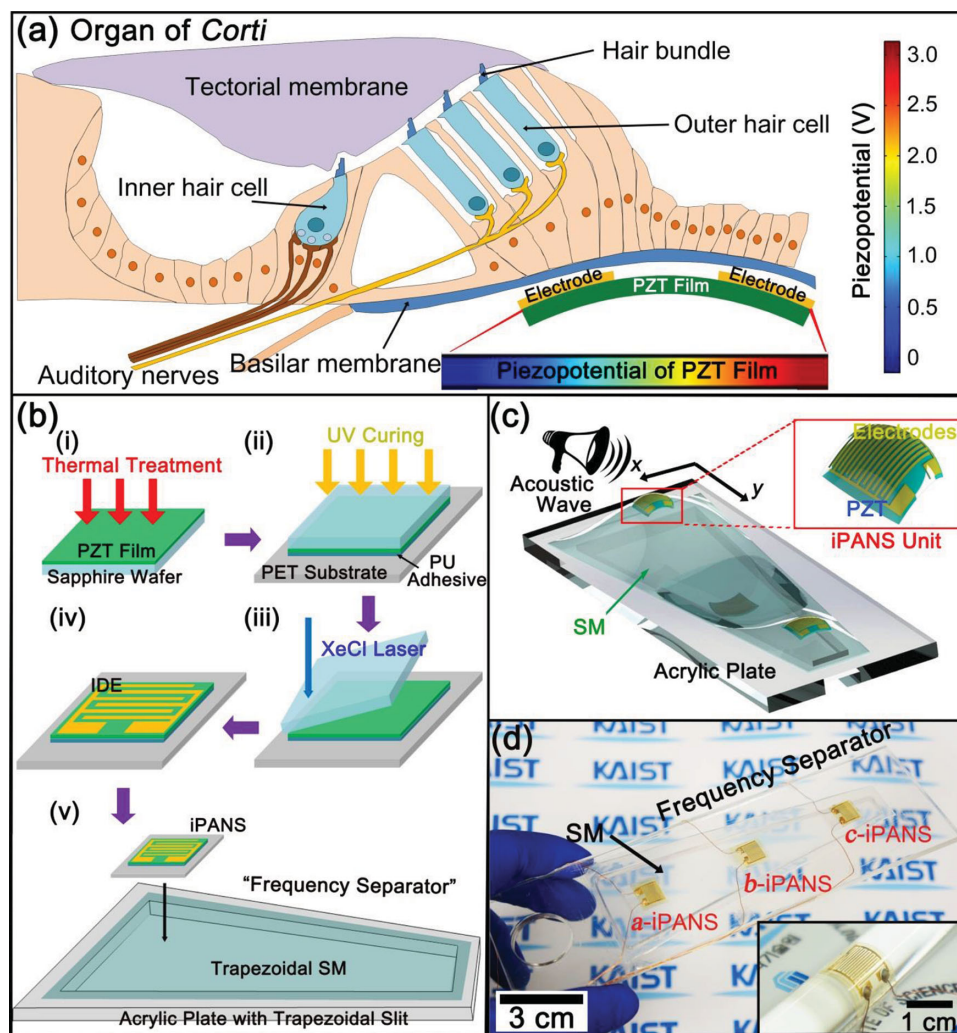 (a) Organ of Corti
Tectorial membrane
Hair bundle
Outer hair cell
Inner hair cell
Electrode
PZT Film
Electrode
Basilar membrane
Auditory nerves
Piezopotential of PZT Film
Piezopotential (V)
3.0
2.5
2.0
1.5
1.0
0.5
0
(b)
(i)
Thermal Treatment
PZT Film
Sapphire Wafer
(ii)
UV Curing
PET Substrate
PU
Adhesive
(iii)
XeCl Laser
(iv)
IDE
(v)
iPANS
“Frequency Separator”
Trapezoidal SM
Acrylic Plate with Trapezoidal Slit
(c)
Acoustic
Wave
x
y
SM
Acrylic Plate
Electrodes
PZT
iPANS Unit
(d)
KAIST
Frequency Separator
SM
a-iPANS
b-iPANS
c-iPANS
3 cm
1 cm